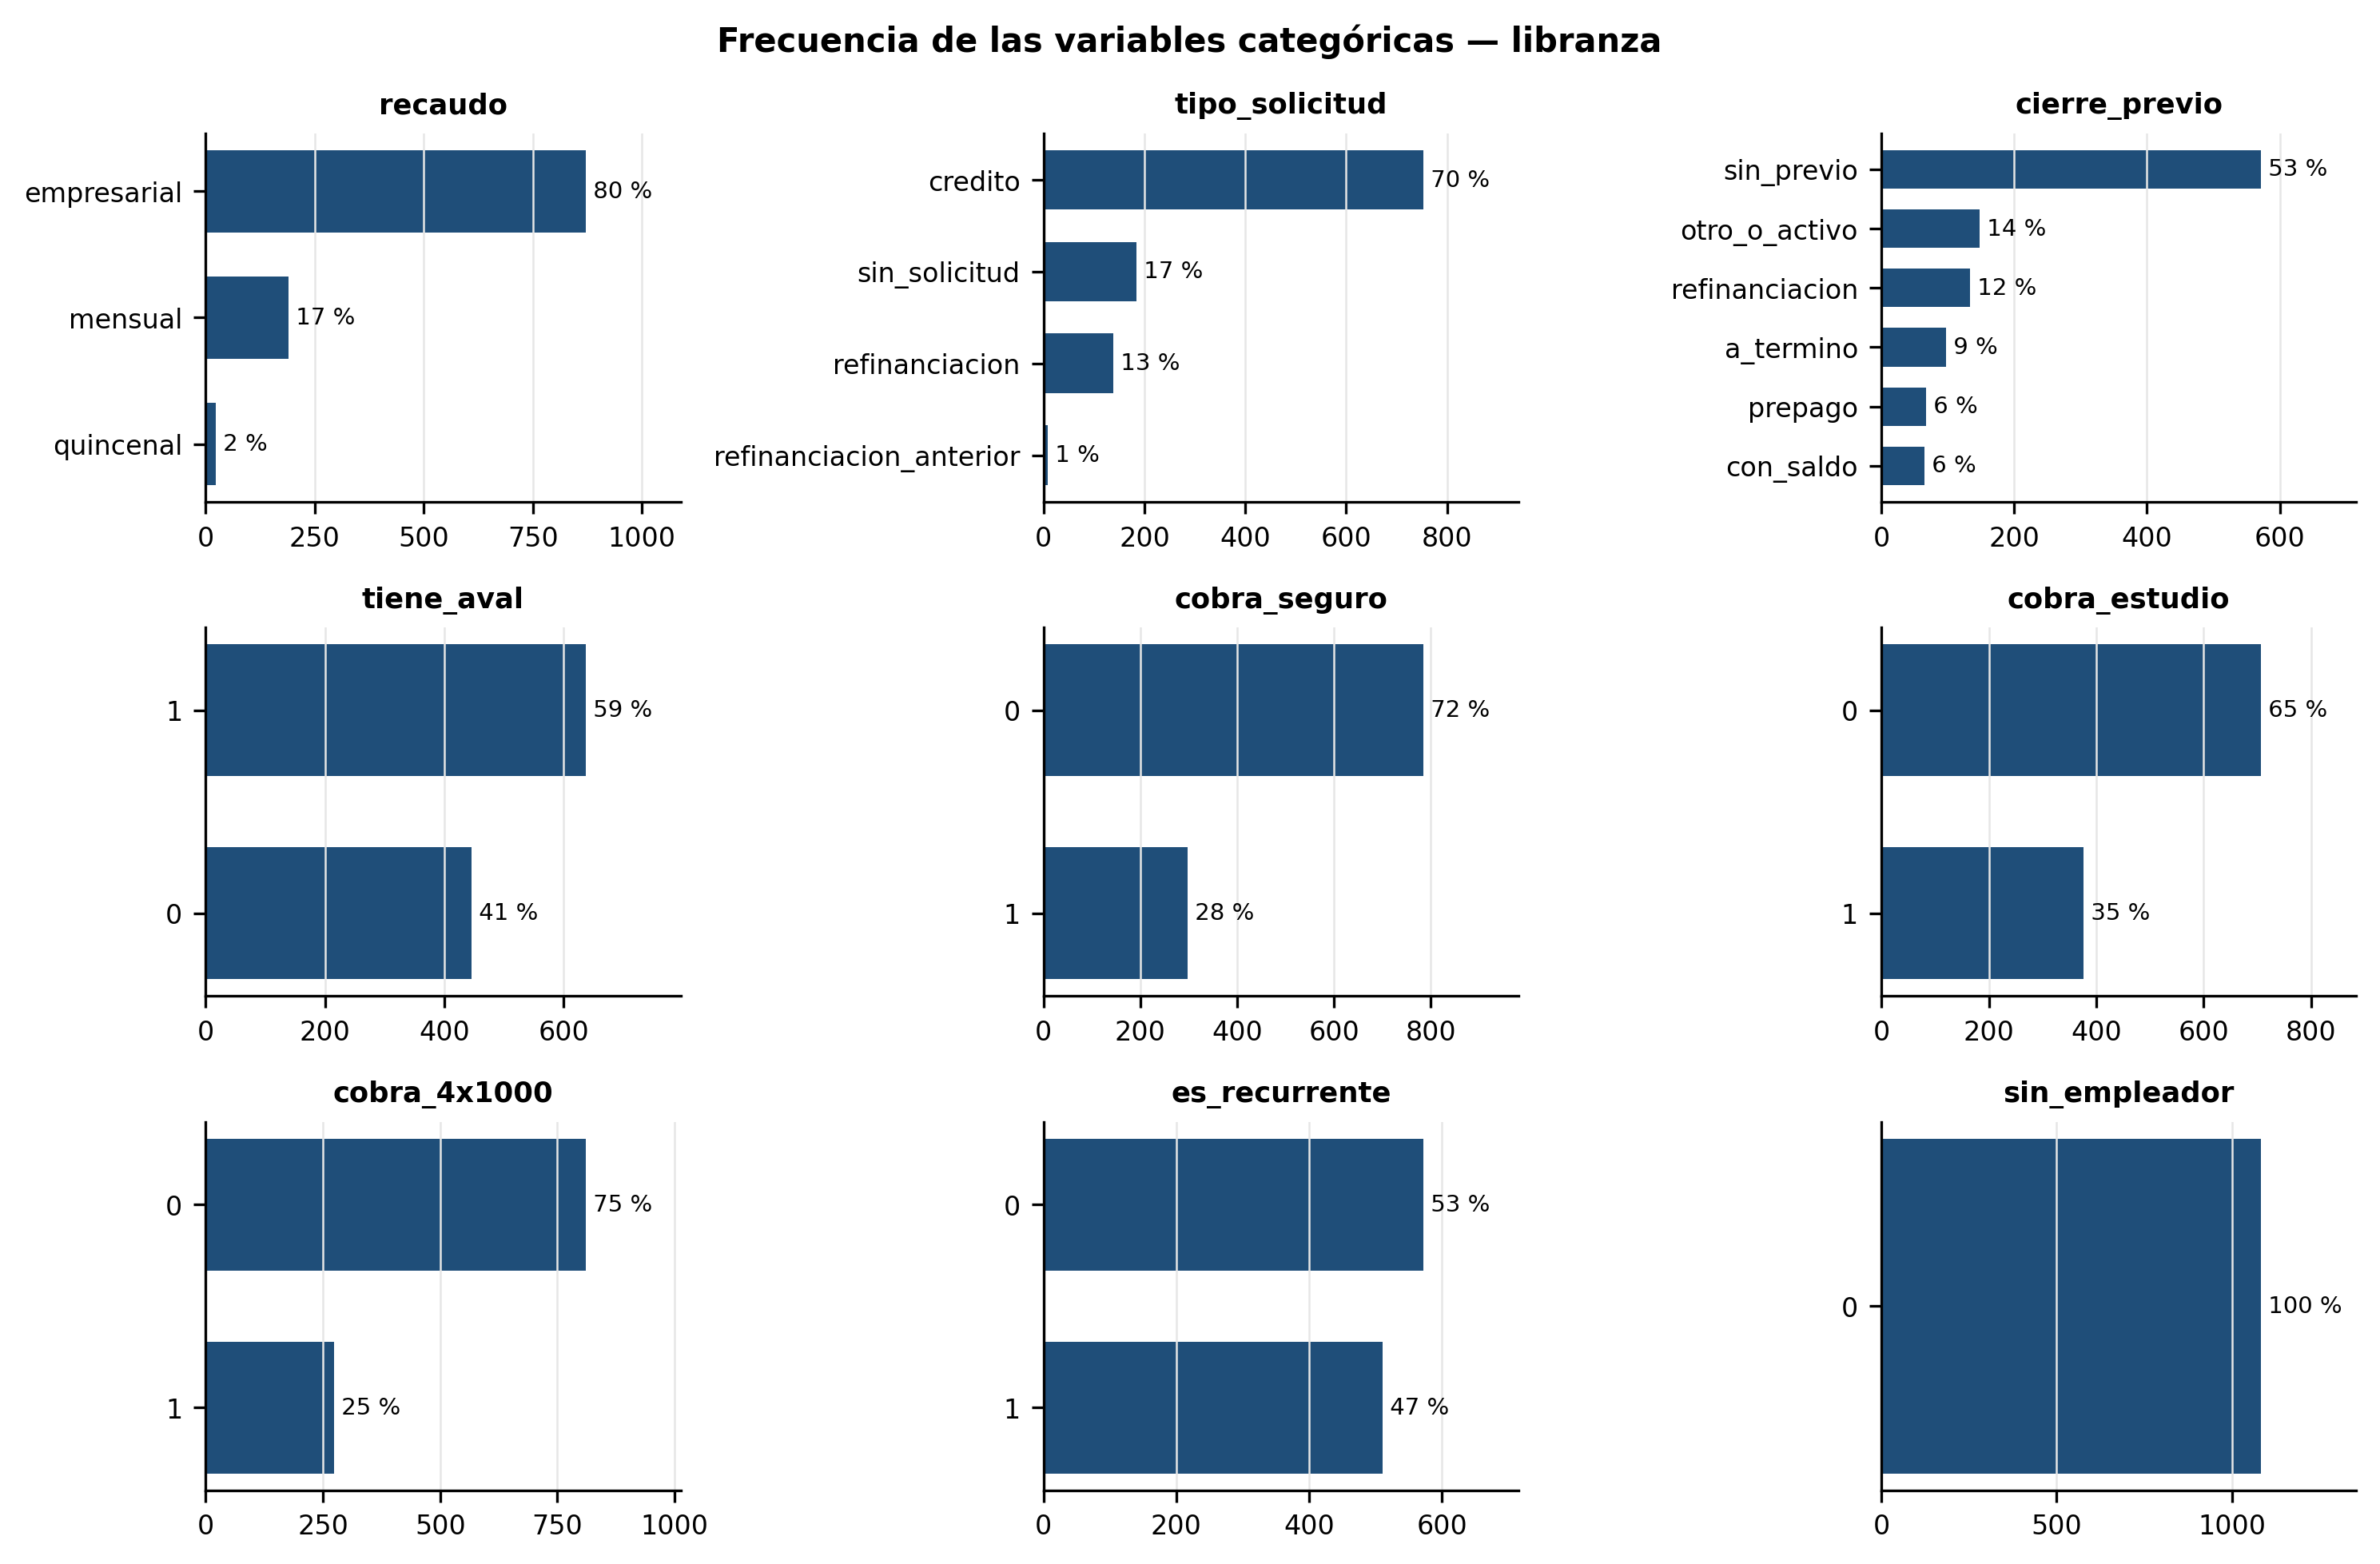 Frecuencia de las variables categóricas — libranza
recaudo
empresarial
80 %
mensual
17 %
quincenal
2 %
0 250 500 750 1000
tipo_solicitud
credito
70 %
sin_solicitud
17 %
refinanciacion
13 %
refinanciacion_anterior
1 %
0 200 400 600 800
cierre_previo
sin_previo
53 %
otro_o_activo
14 %
refinanciacion
12 %
a_termino
9 %
prepago
6 %
con_saldo
6 %
0 200 400 600
tiene_aval
1
59 %
0
41 %
0 200 400 600
cobra_seguro
0
72 %
1
28 %
0 200 400 600 800
cobra_estudio
0
65 %
1
35 %
0 200 400 600 800
cobra_4x1000
0
75 %
1
25 %
0 250 500 750 1000
es_recurrente
0
53 %
1
47 %
0 200 400 600
sin_empleador
0
100 %
0 500 1000